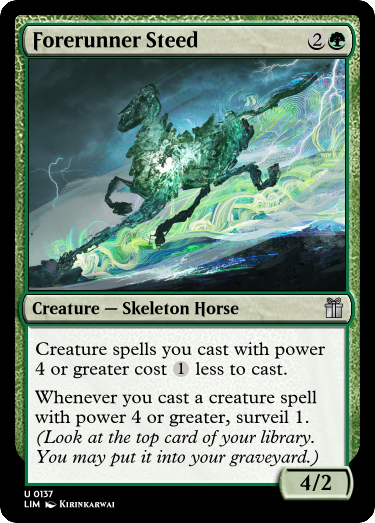 Forerunner Steed 2
Creature — Skeleton Horse
Creature spells you cast with power
4 or greater cost 1 less to cast.
Whenever you cast a creature spell
with power 4 or greater, surveil 1.
(Look at the top card of your library.
You may put it into your graveyard.)
4/2
U 0137
LIM Kirinkarwai